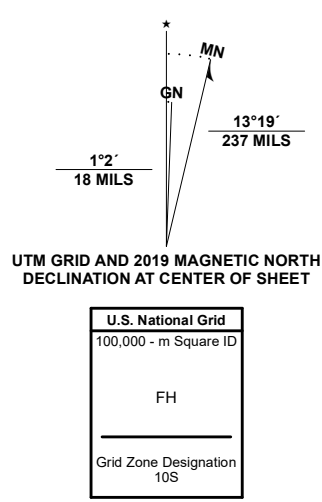 ★
MN
GN
13°19´
237 MILS
1°2´
18 MILS
UTM GRID AND 2019 MAGNETIC NORTH
DECLINATION AT CENTER OF SHEET
U.S. National Grid
100,000 - m Square ID
FH
Grid Zone Designation
10S